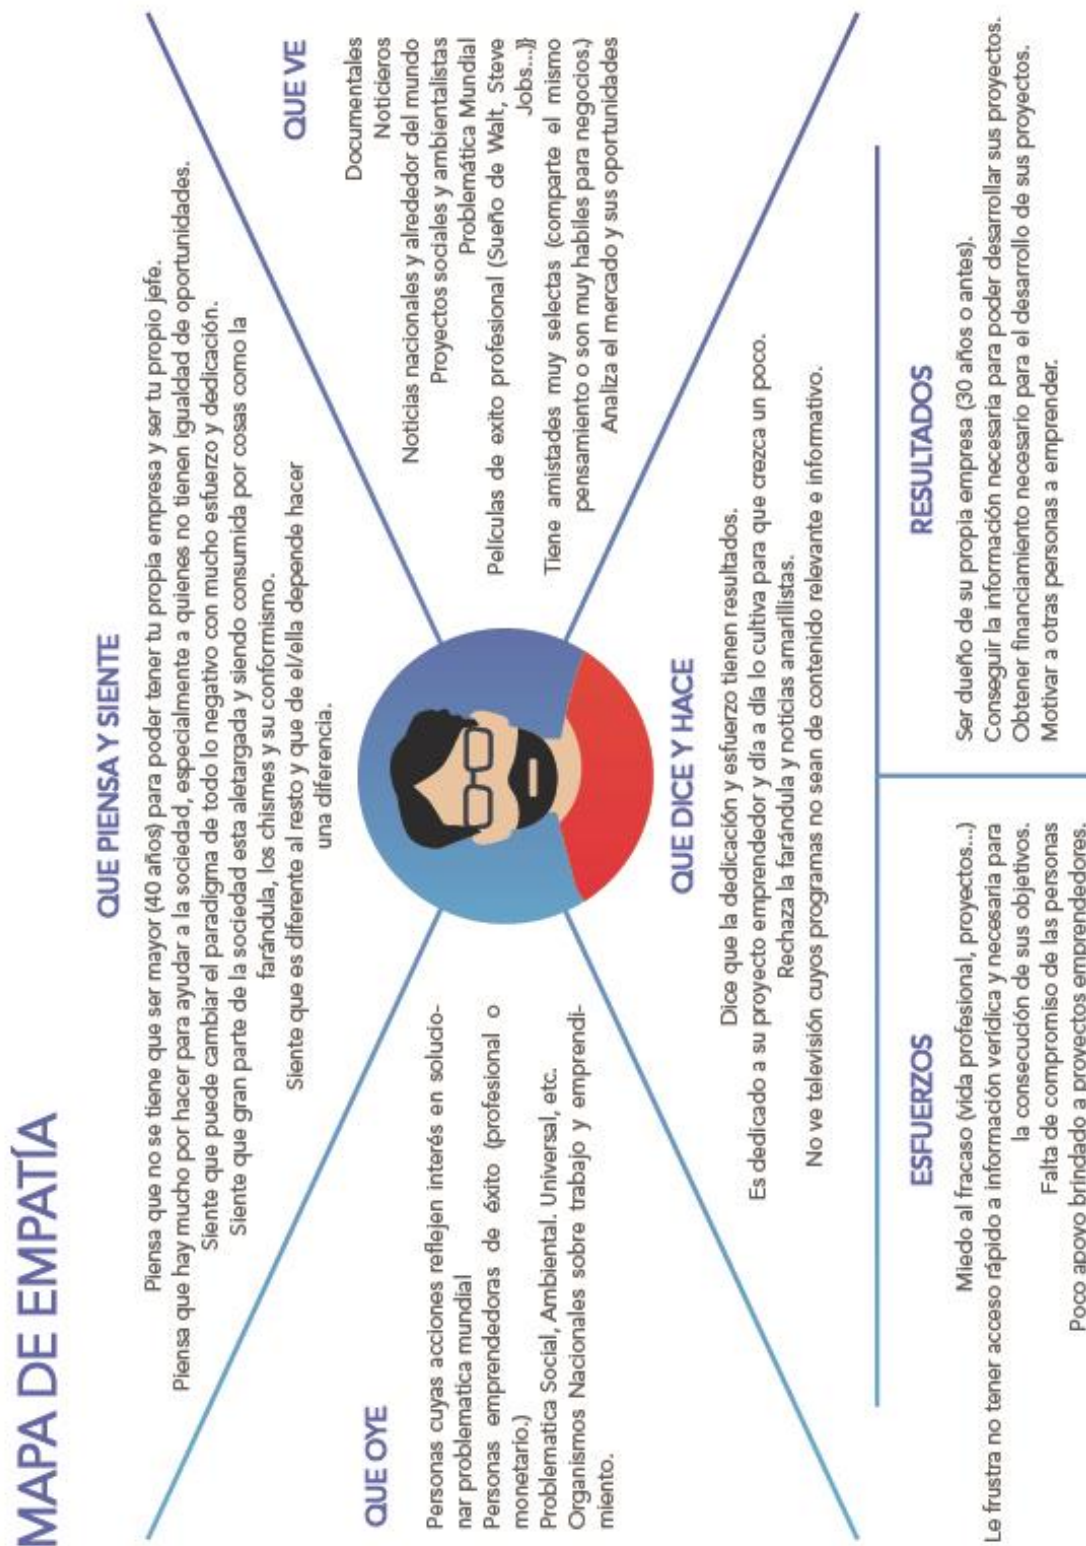 MAPA DE EMPATÍA
QUE PIENSA Y SIENTE
Piensa que no se tiene que ser mayor (40 años) para poder tener tu propia empresa y ser tu propio jefe.
Piensa que hay mucho por hacer para ayudar a la sociedad, especialmente a quienes no tienen igualdad de oportunidades.
Siente que puede cambiar el paradigma de todo lo negativo con mucho esfuerzo y dedicación.
Siente que gran parte de la sociedad esta aletargada y siendo consumida por cosas como la
farándula, los chismes y su conformismo.
Siente que es diferente al resto y que de el/ella depende hacer
una diferencia.
QUE OYE
Personas cuyas acciones reflejen interés en solucio-
nar problematica mundial
Personas emprendedoras de éxito (profesional o
monetario.)
Problematica Social, Ambiental. Universal, etc.
Organismos Nacionales sobre trabajo y emprendi-
miento.
QUE VE
Documentales
Noticieros
Noticias nacionales y alrededor del mundo
Proyectos sociales y ambientalistas
Problemática Mundial
Películas de exito profesional (Sueño de Walt, Steve
Jobs...)}
Tiene amistades muy selectas (comparte el mismo
pensamiento o son muy habiles para negocios.)
Analiza el mercado y sus oportunidades
QUE DICE Y HACE
Dice que la dedicación y esfuerzo tienen resultados.
Es dedicado a su proyecto emprendedor y día a día lo cultiva para que crezca un poco.
Rechaza la farándula y noticias amarillistas.
No ve televisión cuyos programas no sean de contenido relevante e informativo.
ESFUERZOS
Miedo al fracaso (vida profesional, proyectos...)
Le frustra no tener acceso rápido a información verídica y necesaria para
la consecución de sus objetivos.
Falta de compromiso de las personas
Poco apoyo brindado a proyectos emprendedores.
RESULTADOS
Ser dueño de su propia empresa (30 años o antes).
Conseguir la información necesaria para poder desarrollar sus proyectos.
Obtener financiamiento necesario para el desarrollo de sus proyectos.
Motivar a otras personas a emprender.